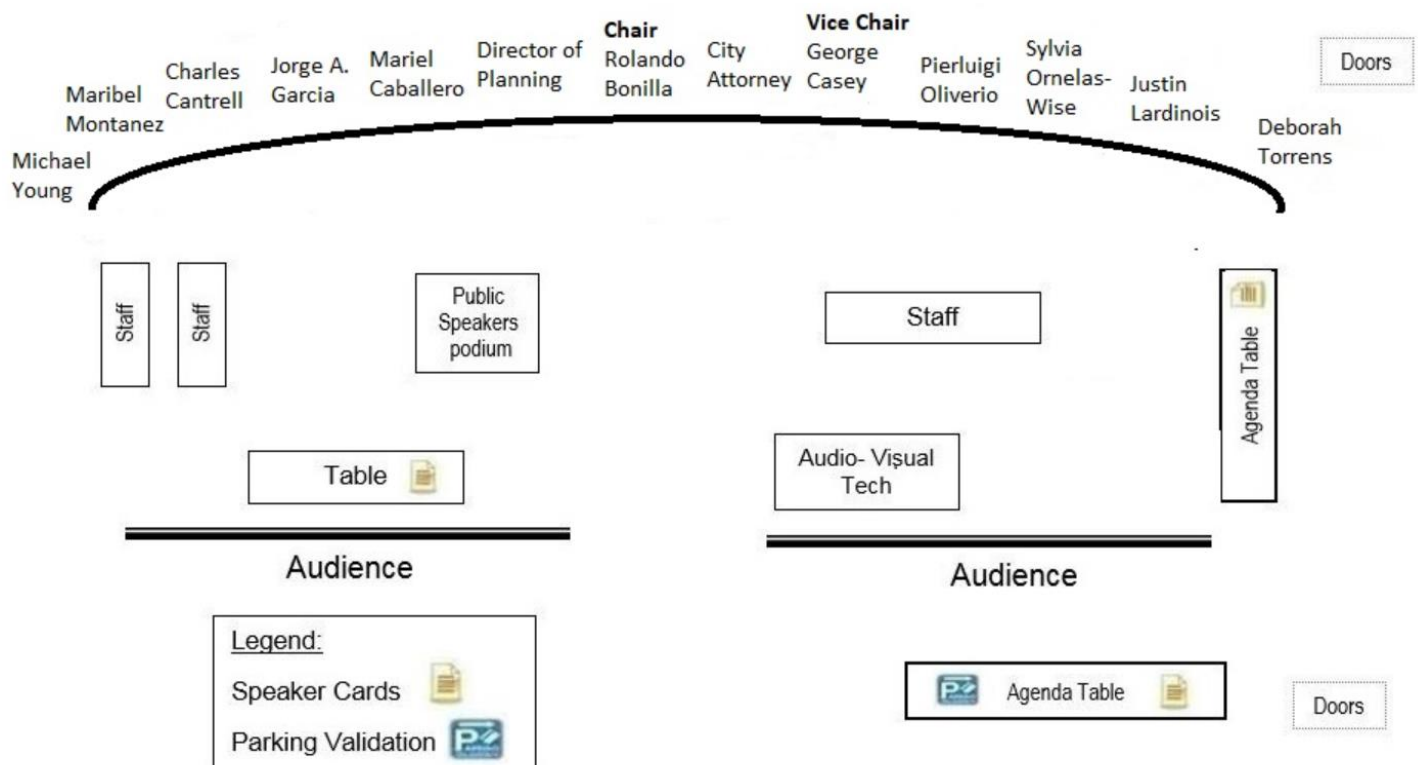 Michael
Young
Maribel
Montanez
Charles
Cantrell
Jorge A.
Garcia
Mariel
Caballero
Director of
Planning
Chair
Rolando
Bonilla
City
Attorney
Vice Chair
George
Casey
Pierluigi
Oliverio
Sylvia
Ornelas-
Wise
Justin
Lardinois
Deborah
Torrens
Doors
Staff
Staff
Public
Speakers
podium
Staff
Agenda Table
Table
Audio- Visual
Tech
Audience
Audience
Legend:
Speaker Cards
Parking Validation
Agenda Table
Doors